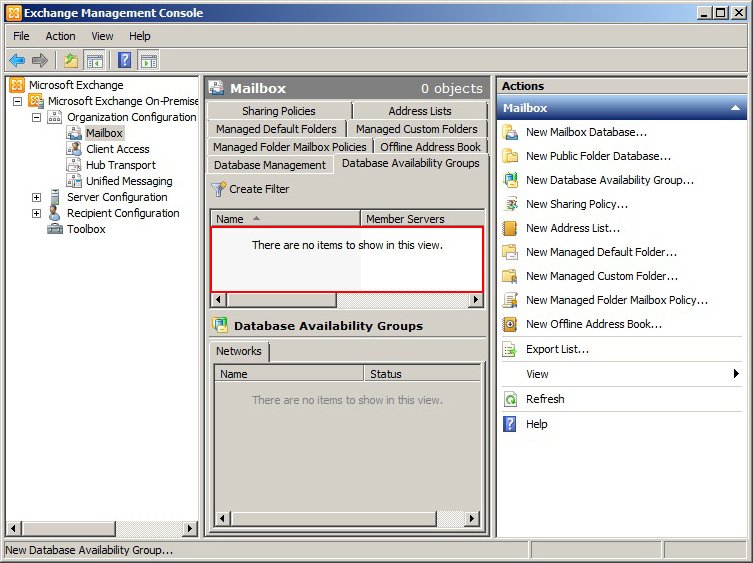 Exchange Management Console
File Action View Help
Microsoft Exchange
Microsoft Exchange On-Premise
Organization Configuration
Mailbox
Client Access
Hub Transport
Unified Messaging
Server Configuration
Recipient Configuration
Toolbox
Mailbox 0 objects
Sharing Policies Address Lists
Managed Default Folders Managed Custom Folders
Managed Folder Mailbox Policies Offline Address Book
Database Management Database Availability Groups
Create Filter
Name Member Servers
There are no items to show in this view.
Database Availability Groups
Networks
Name Status
There are no items to show in this view.
Actions
Mailbox
New Mailbox Database...
New Public Folder Database...
New Database Availability Group...
New Sharing Policy...
New Address List...
New Managed Default Folder...
New Managed Custom Folder...
New Managed Folder Mailbox Policy...
New Offline Address Book...
Export List...
View
Refresh
Help
New Database Availability Group...